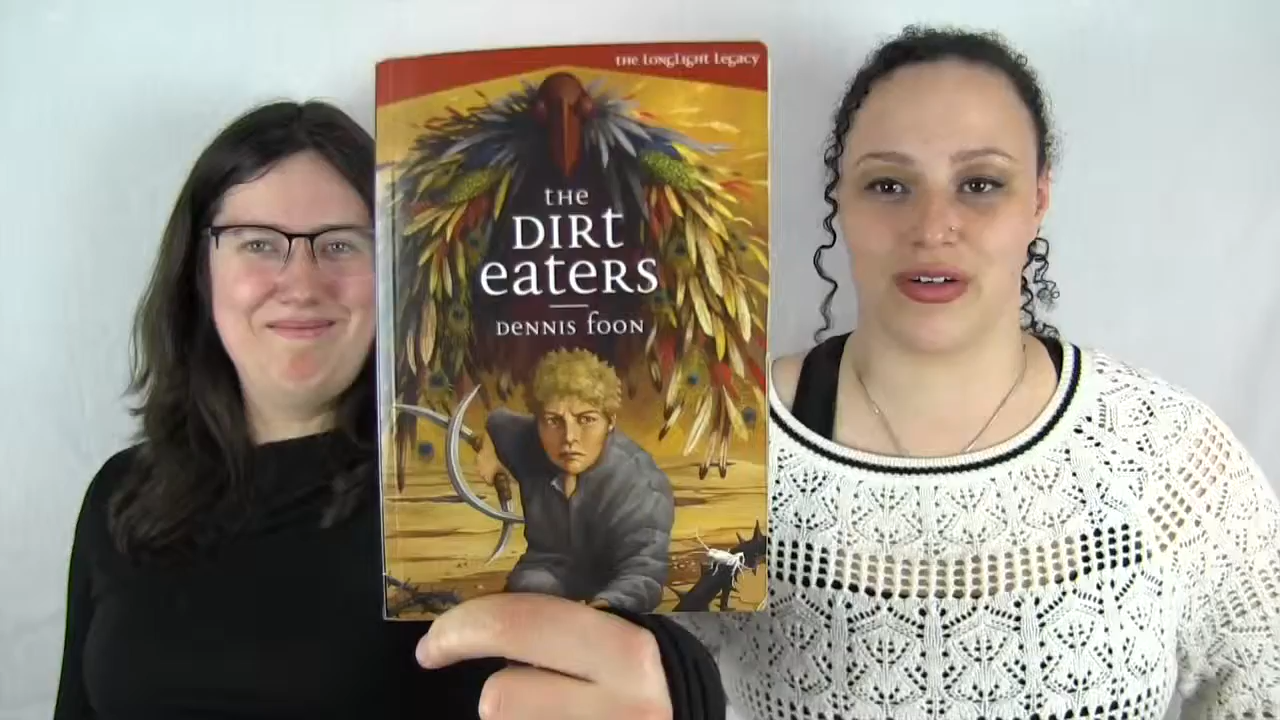 the Longlight Legacy
the
Dirt
eaters
Dennis Foon